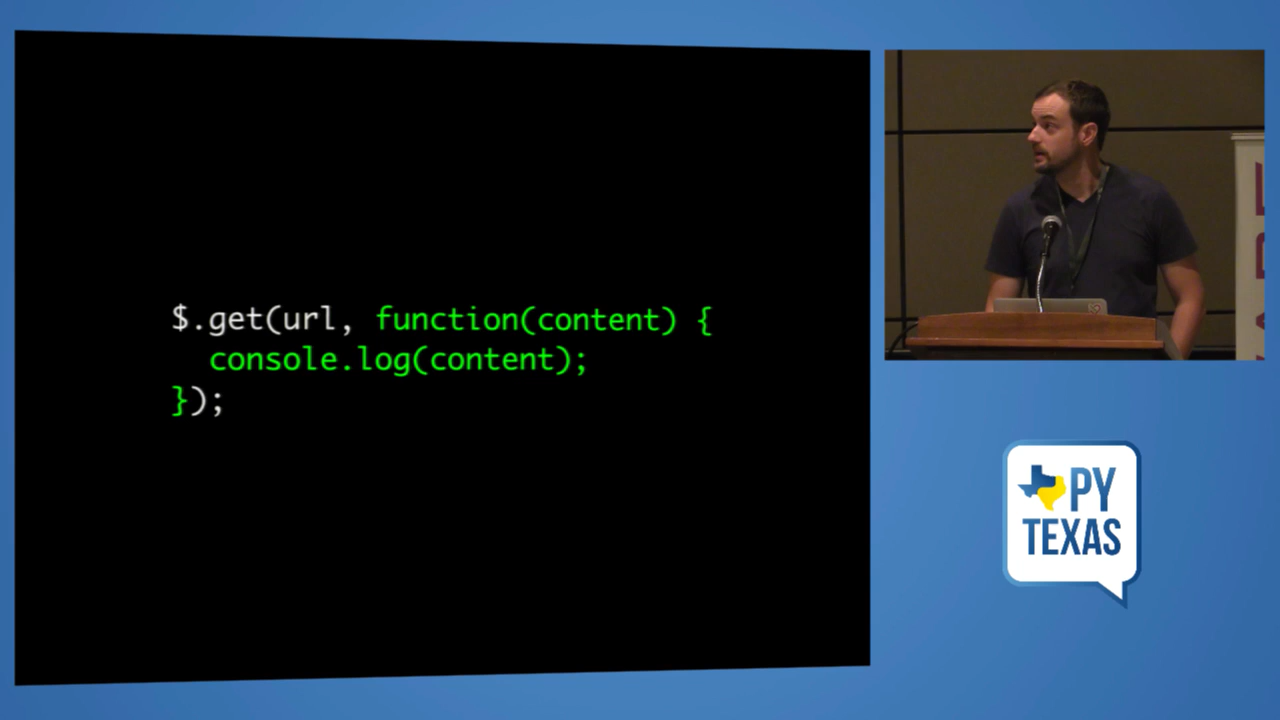 $.get(url, function(content) {
  console.log(content);
});
PY
TEXAS